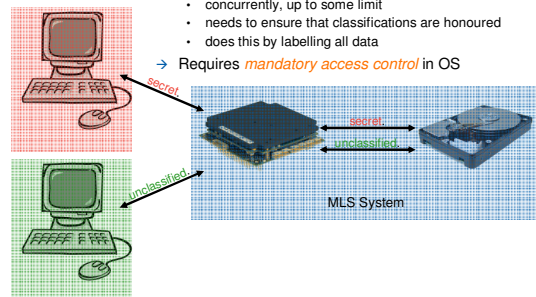 • concurrently, up to some limit
• needs to ensure that classifications are honoured
• does this by labelling all data
→ Requires mandatory access control in OS
secret.
secret.
unclassified.
unclassified.
MLS System